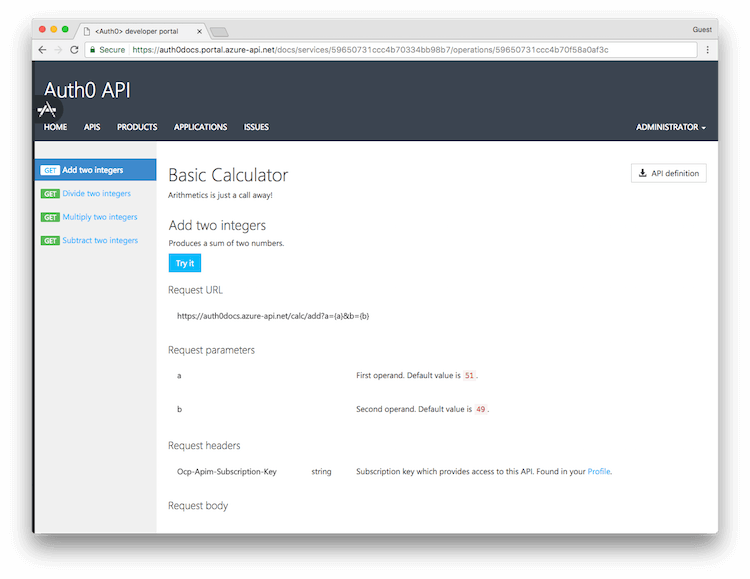 <Auth0> developer portal
Guest
Secure https://auth0docs.portal.azure-api.net/docs/services/59650731ccc4b70334bb98b7/operations/59650731ccc4b70f58a0af3c
Auth0 API
HOME APIS PRODUCTS APPLICATIONS ISSUES ADMINISTRATOR
GET Add two integers
GET Divide two integers
GET Multiply two integers
GET Subtract two integers
Basic Calculator
API definition
Arithmetics is just a call away!
Add two integers
Produces a sum of two numbers.
Try it
Request URL
https://auth0docs.azure-api.net/calc/add?a={a}&b={b}
Request parameters
a First operand. Default value is 51 .
b Second operand. Default value is 49 .
Request headers
Ocp-Apim-Subscription-Key string Subscription key which provides access to this API. Found in your Profile.
Request body